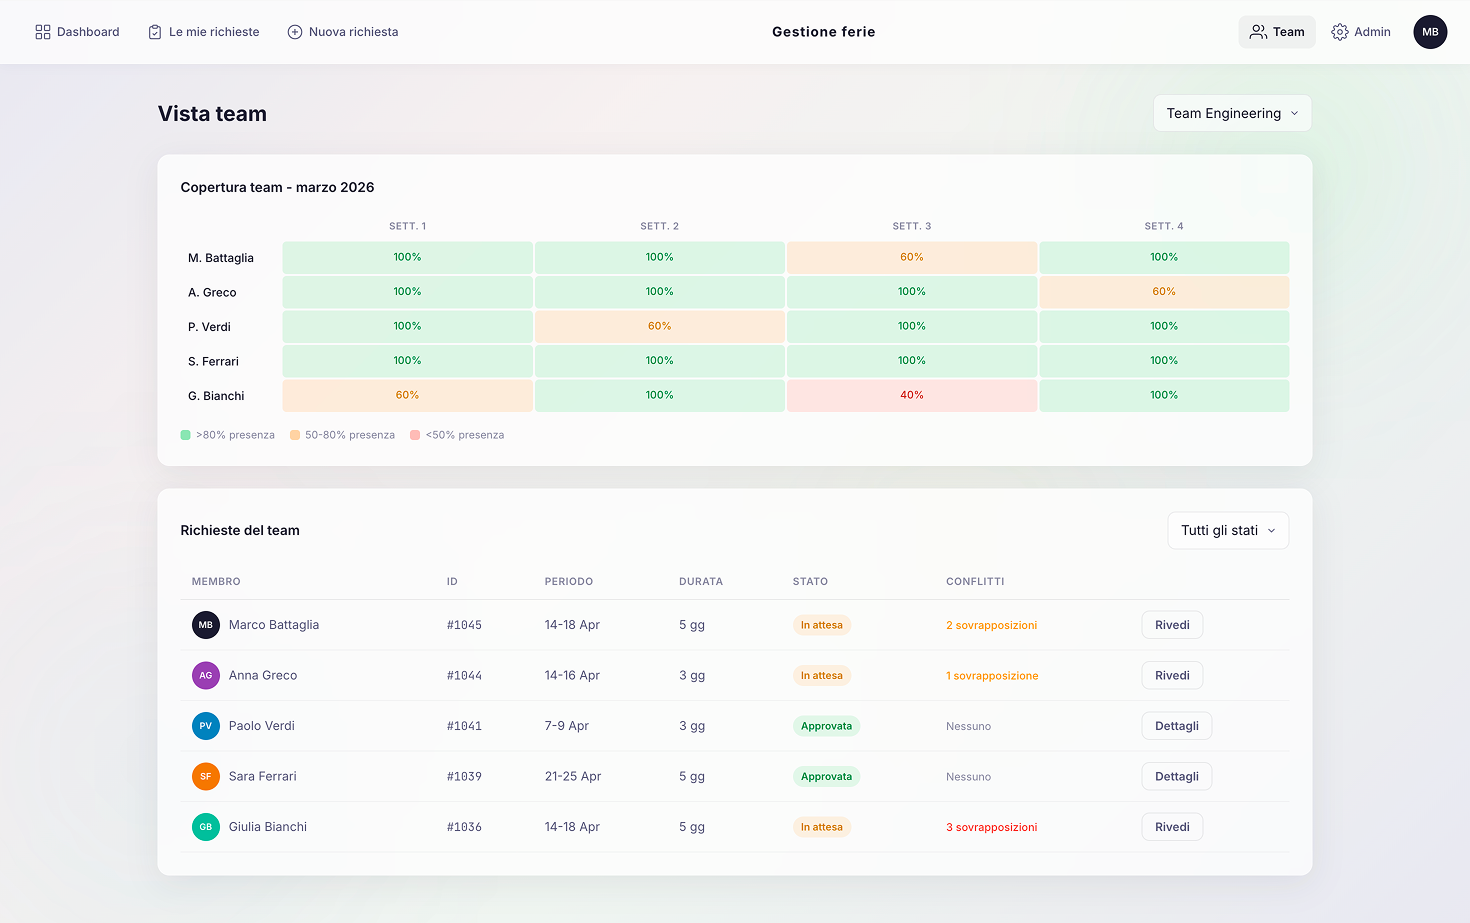 Dashboard Le mie richieste Nuova richiesta Gestione ferie Team Admin MB
Vista team Team Engineering
Copertura team - marzo 2026
SETT. 1 SETT. 2 SETT. 3 SETT. 4
M. Battaglia 100% 100% 60% 100%
A. Greco 100% 100% 100% 60%
P. Verdi 100% 60% 100% 100%
S. Ferrari 100% 100% 100% 100%
G. Bianchi 60% 100% 40% 100%
>80% presenza 50-80% presenza <50% presenza
Richieste del team Tutti gli stati
MEMBRO ID PERIODO DURATA STATO CONFLITTI
MB Marco Battaglia #1045 14-18 Apr 5 gg In attesa 2 sovrapposizioni Rivedi
AG Anna Greco #1044 14-16 Apr 3 gg In attesa 1 sovrapposizione Rivedi
PV Paolo Verdi #1041 7-9 Apr 3 gg Approvata Nessuno Dettagli
SF Sara Ferrari #1039 21-25 Apr 5 gg Approvata Nessuno Dettagli
GB Giulia Bianchi #1036 14-18 Apr 5 gg In attesa 3 sovrapposizioni Rivedi